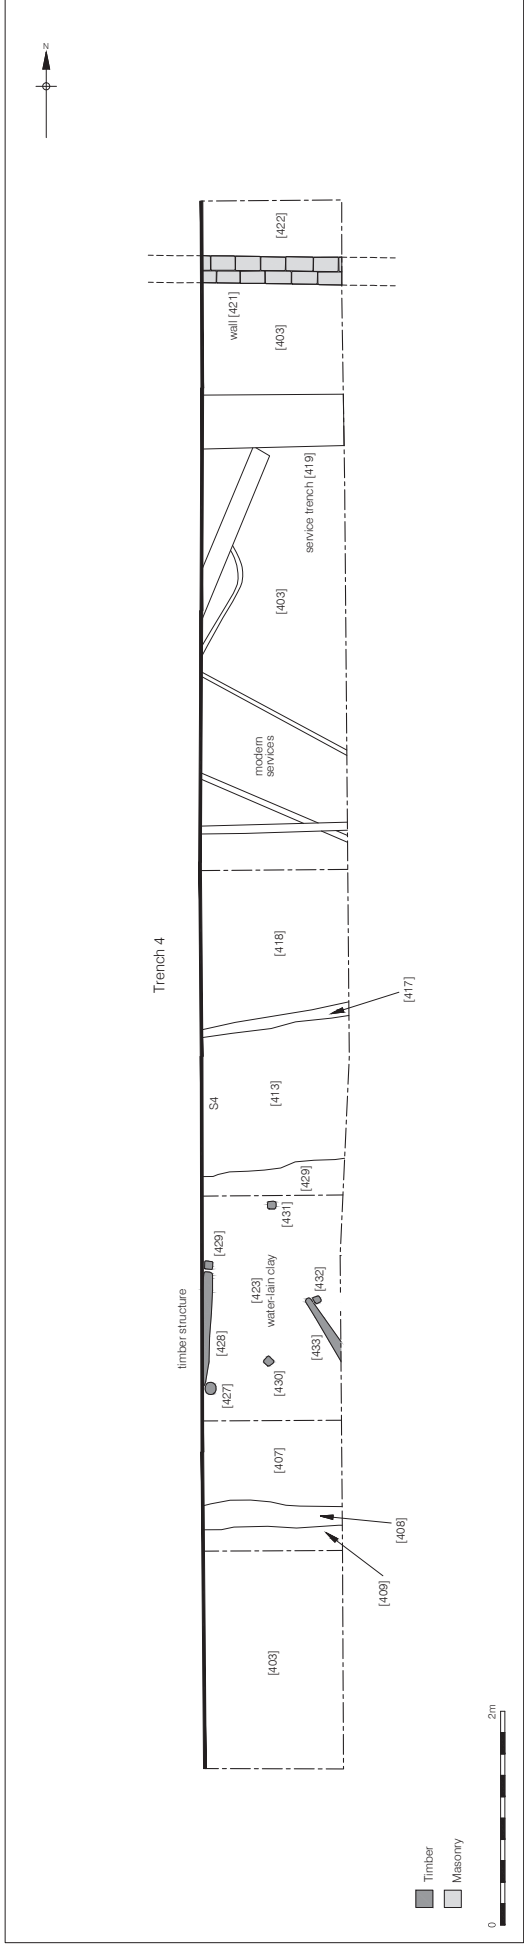 N
[422]
wall [421]
[403]
service trench [419]
[403]
modern
services
Trench 4
[418]
[417]
S4
[413]
[429]
[431]
timber structure
[429]
[423]
water-lain clay
[432]
[428]
[433]
[427]
[430]
[407]
[408]
[409]
[403]
0
2m
Timber
Masonry